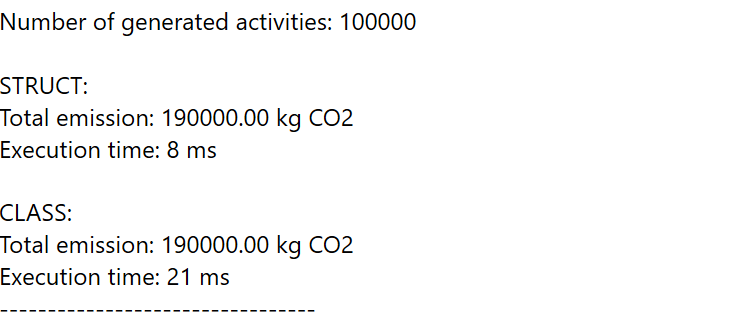 Number of generated activities: 100000
STRUCT:
Total emission: 190000.00 kg CO2
Execution time: 8 ms
CLASS:
Total emission: 190000.00 kg CO2
Execution time: 21 ms
---------------------------------